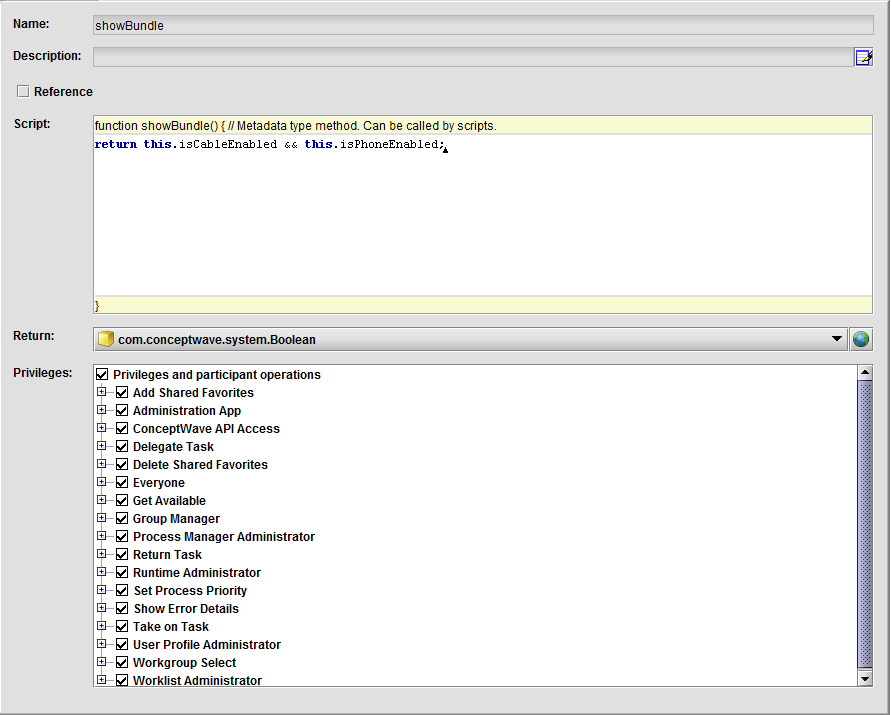 Name: showBundle
Description:
Reference
Script: function showBundle() { // Metadata type method. Can be called by scripts.
return this.isCableEnabled && this.isPhoneEnabled;
}
Return: com.conceptwave.system.Boolean
Privileges: Privileges and participant operations
Add Shared Favorites
Administration App
ConceptWave API Access
Delegate Task
Delete Shared Favorites
Everyone
Get Available
Group Manager
Process Manager Administrator
Return Task
Runtime Administrator
Set Process Priority
Show Error Details
Take on Task
User Profile Administrator
Workgroup Select
Worklist Administrator